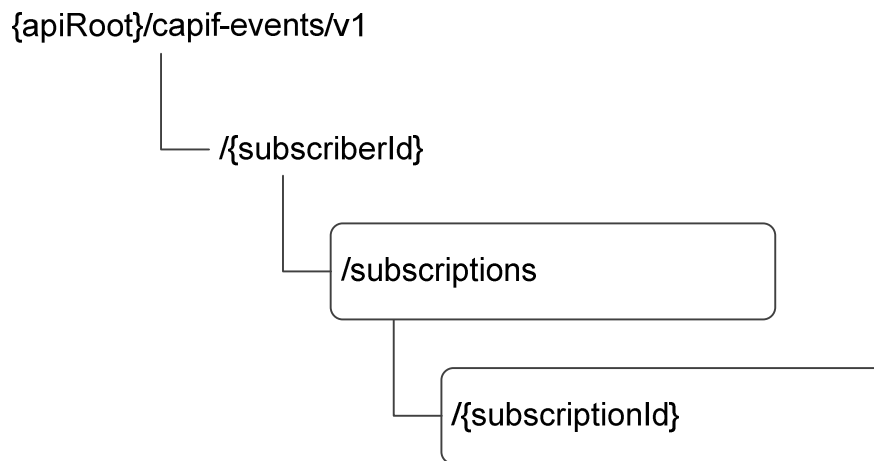 {apiRoot}/capif-events/v1
/{subscriberId}
/subscriptions
/{subscriptionId}